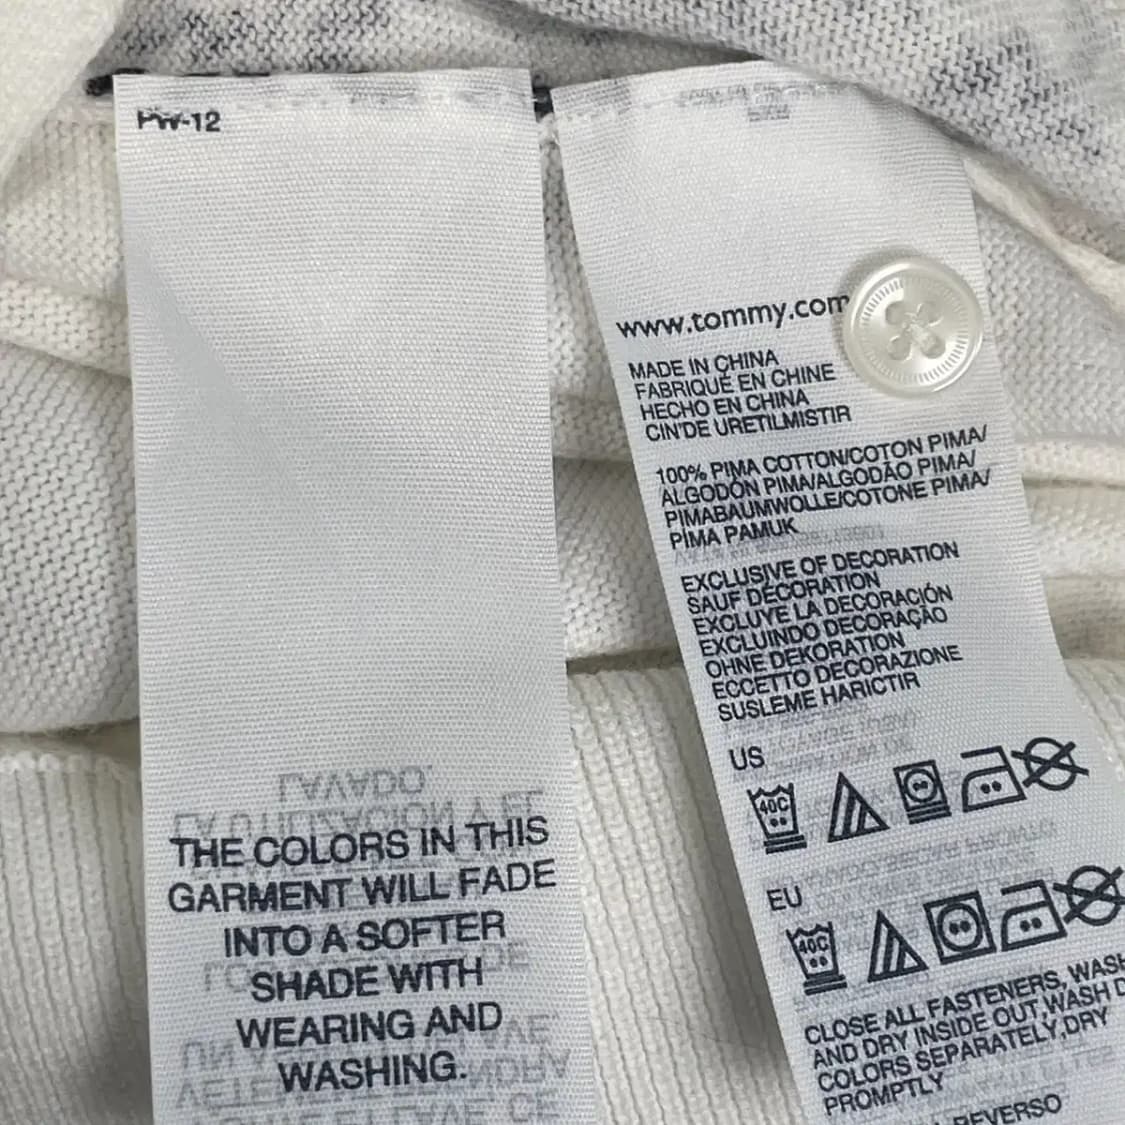 PW-12
THE COLORS IN THIS
GARMENT WILL FADE
INTO A SOFTER
SHADE WITH
WEARING AND
WASHING.
www.tommy.com
MADE IN CHINA
FABRIQUÉ EN CHINE
HECHO EN CHINA
CIN'DE URETILMISTIR
100% PIMA COTTON/COTON PIMA/
ALGODÓN PIMA/ALGODÃO PIMA/
PIMABAUMWOLLE/COTONE PIMA/
PIMA PAMUK
EXCLUSIVE OF DECORATION
SAUF DÉCORATION
EXCLUYE LA DECORACIÓN
EXCLUINDO DECORAÇÃO
OHNE DEKORATION
ECCETTO DECORAZIONE
SUSLEME HARICTIR
US
40C
EU
40C
CLOSE ALL FASTENERS, WASH
AND DRY INSIDE OUT, WASH D
COLORS SEPARATELY, DRY
PROMPTLY
REVERSO